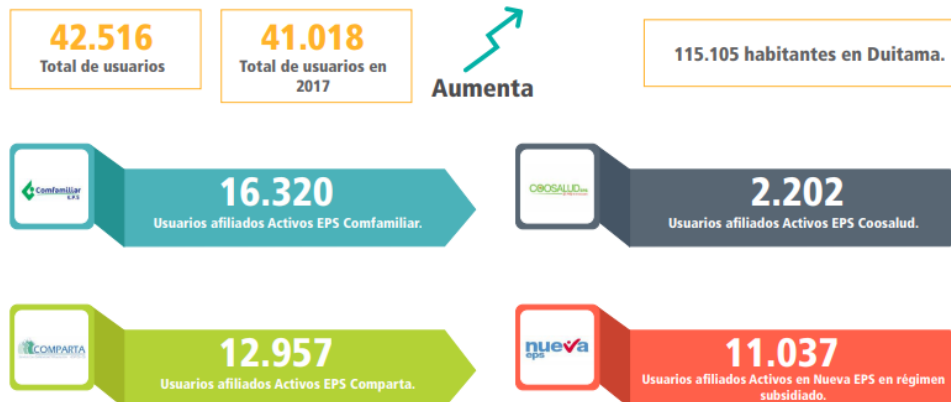 42.516
Total de usuarios
41.018
Total de usuarios en
2017
Aumenta
115.105 habitantes en Duitama.
Comfamiliar
E.P.S
16.320
Usuarios afiliados Activos EPS Comfamiliar.
COOSALUD
2.202
Usuarios afiliados Activos EPS Coosalud.
COMPARTA
12.957
Usuarios afiliados Activos EPS Comparta.
nueva
eps
11.037
Usuarios afiliados Activos en Nueva EPS en régimen
subsidiado.